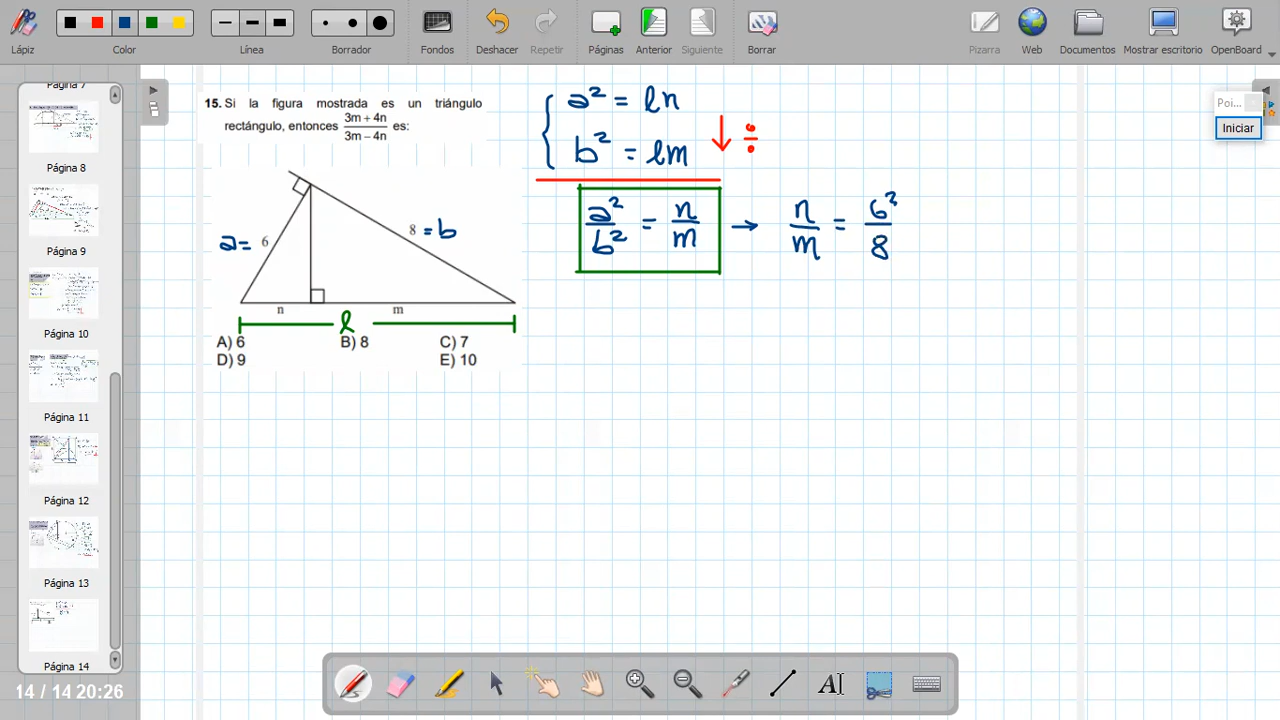 Lápiz
Color
Línea
Borrador
Fondos
Deshacer
Repetir
Páginas
Anterior
Siguiente
Borrar
Pizarra
Web
Documentos
Mostrar escritorio
OpenBoard
Página 7
Página 8
Página 9
Página 10
Página 11
Página 12
Página 13
Página 14
14 / 14 20:26
15. Si la figura mostrada es un triángulo
rectángulo, entonces (3m + 4n)/(3m – 4n) es:
a = 6
8 = b
n
m
ℓ
A) 6 B) 8 C) 7
D) 9 E) 10
a² = ℓn
b² = ℓm
÷
a²/b² = n/m → n/m = 6²/8
Poi...
Iniciar
AI